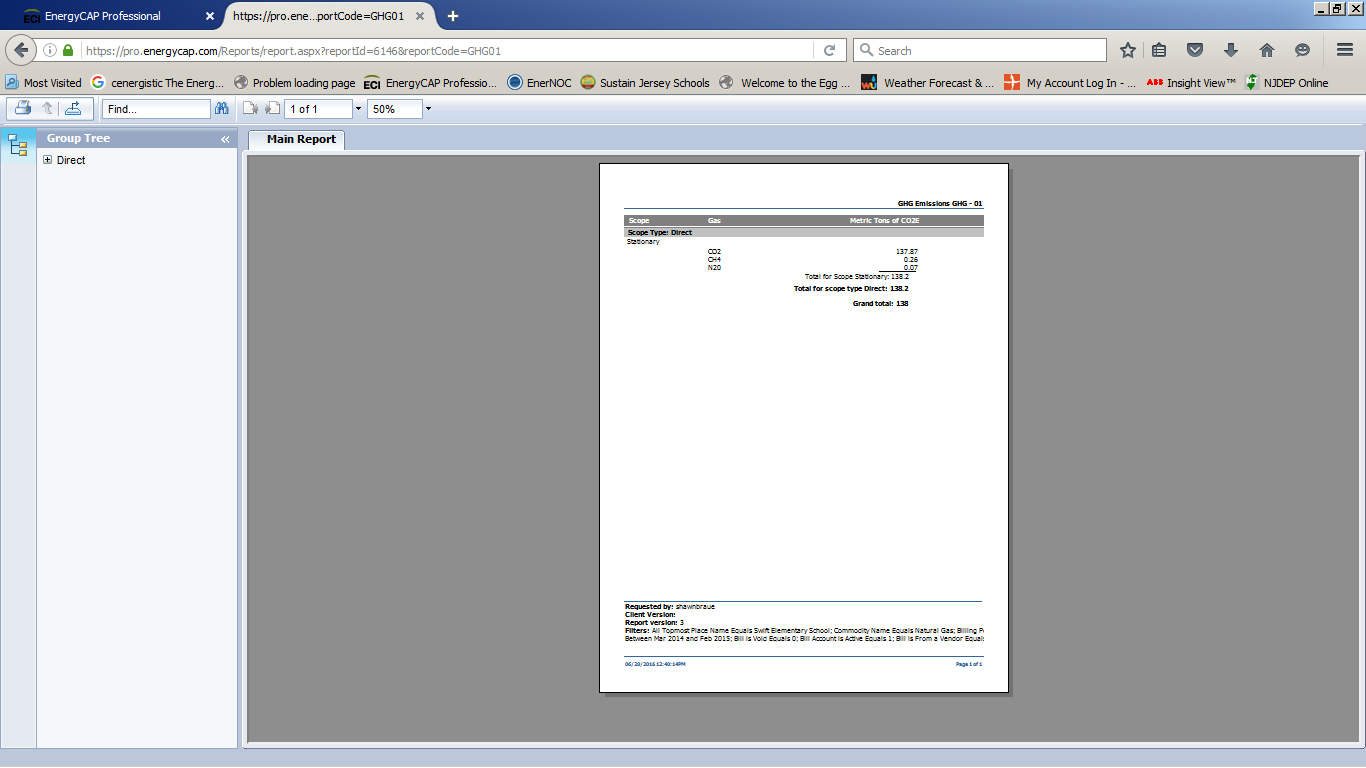 ECI EnergyCAP Professional
https://pro.ene...portCode=GHG01
https://pro.energycap.com/Reports/report.aspx?reportId=6146&reportCode=GHG01
Search
Most Visited
cenergistic The Energ...
Problem loading page
ECI EnergyCAP Professio...
EnerNOC
Sustain Jersey Schools
Welcome to the Egg ...
Weather Forecast & ...
My Account Log In - ...
ABB Insight View™
NJDEP Online
Find...
1 of 1
50%
Group Tree
Direct
Main Report
GHG Emissions GHG - 01
Scope Gas Metric Tons of CO2E
Scope Type: Direct
Stationary
CO2 137.87
CH4 0.26
N20 0.07
Total for Scope Stationary: 138.2
Total for scope type Direct: 138.2
Grand total: 138
Requested by: shawnbraue
Client Version:
Report version: 3
Filters: All Topmost Place Name Equals Swift Elementary School; Commodity Name Equals Natural Gas; Billing Pe
Between Mar 2014 and Feb 2015; Bill is Void Equals 0; Bill Account is Active Equals 1; Bill is From a Vendor Equals
06/20/2016 12:40:14PM
Page 1 of 1